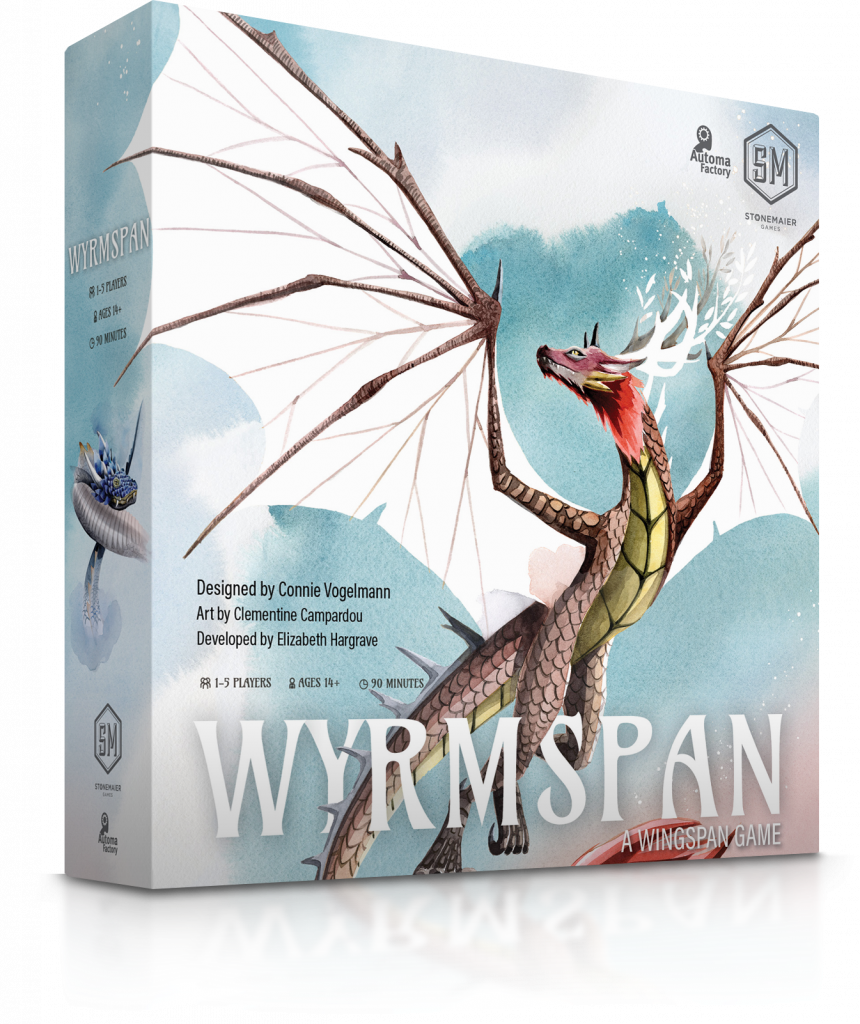 Automa
Factory
SM
STONEMAIER
GAMES
WYRMSPAN
1-5 PLAYERS
AGES 14+
90 MINUTES
Designed by Connie Vogelmann
Art by Clementine Campardou
Developed by Elizabeth Hargrave
1-5 PLAYERS AGES 14+ 90 MINUTES
WYRMSPAN
A WINGSPAN GAME
SM
STONEMAIER
GAMES
Automa
Factory